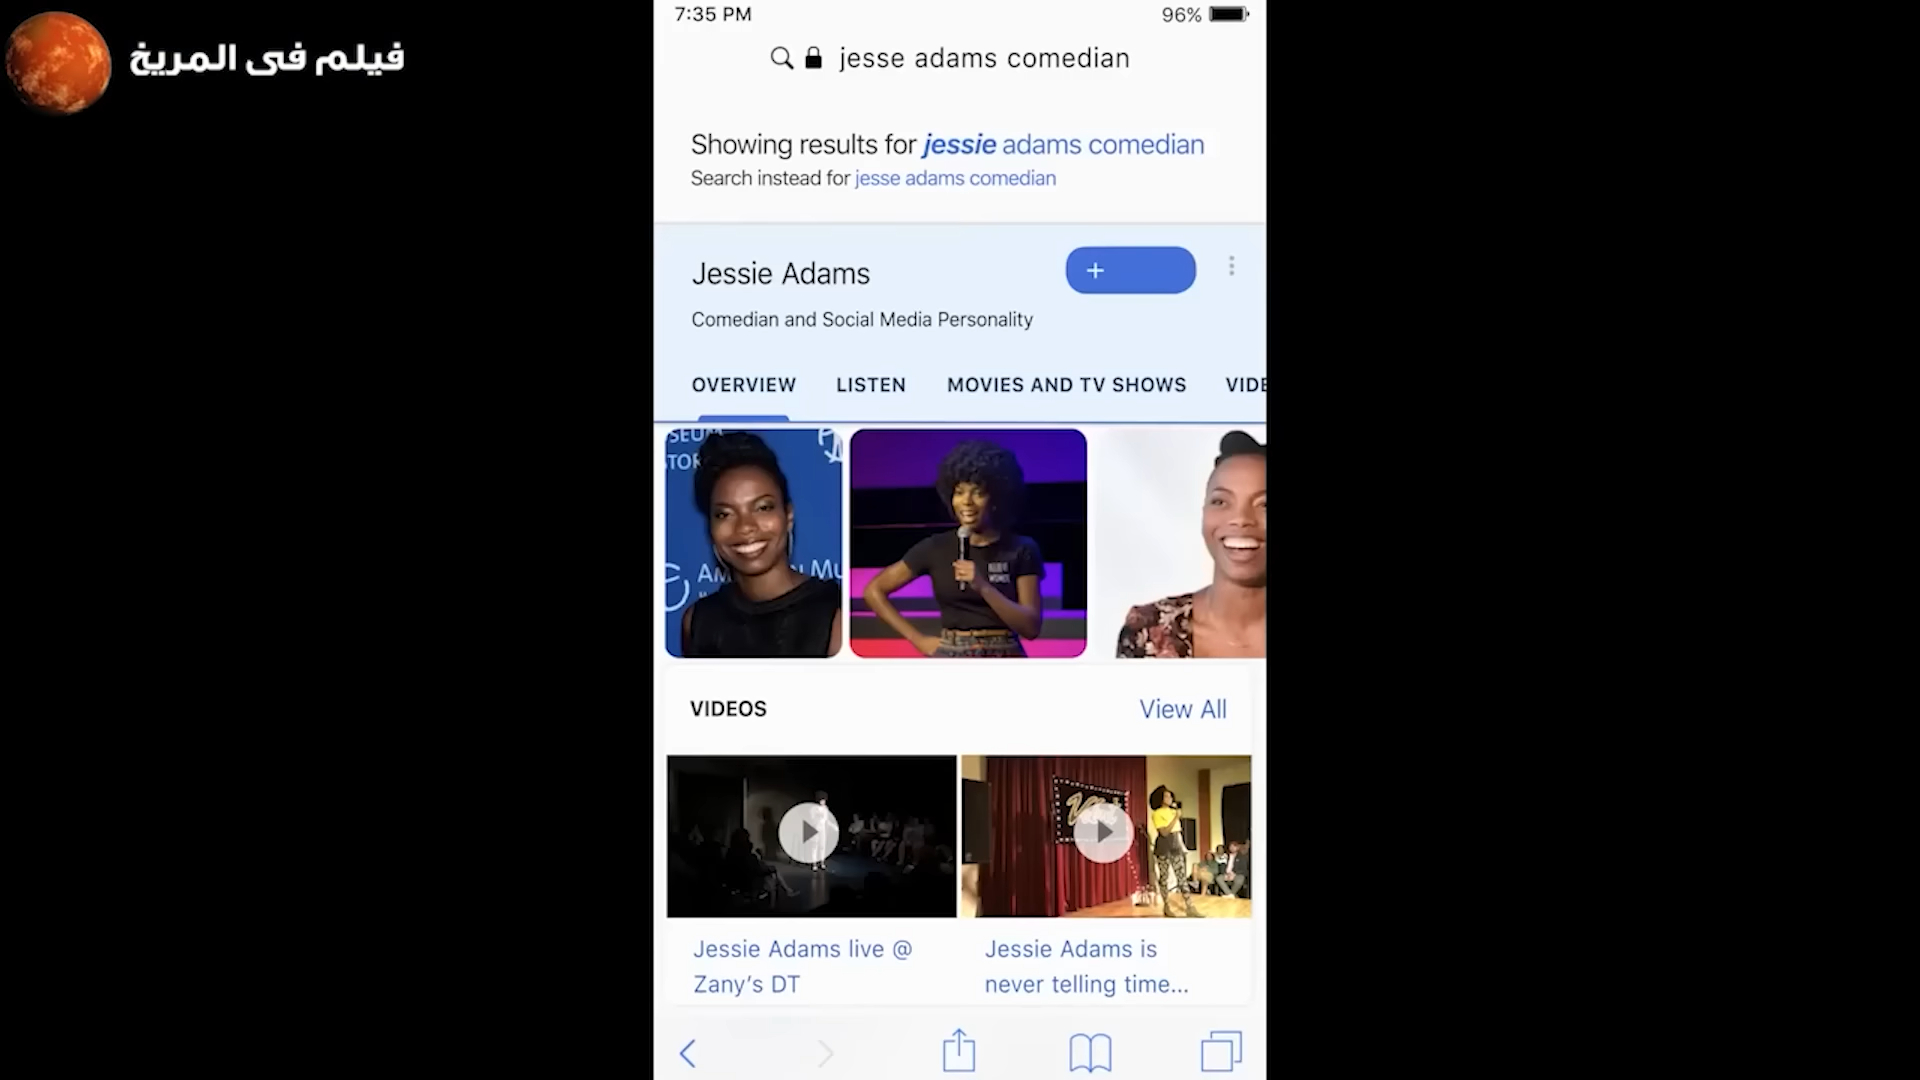 فيلم فى المريخ
7:35 PM
96%
jesse adams comedian
Showing results for jessie adams comedian
Search instead for jesse adams comedian
Jessie Adams
+
Comedian and Social Media Personality
OVERVIEW LISTEN MOVIES AND TV SHOWS VIDE
VIDEOS
View All
Jessie Adams live @
Zany's DT
Jessie Adams is
never telling time...